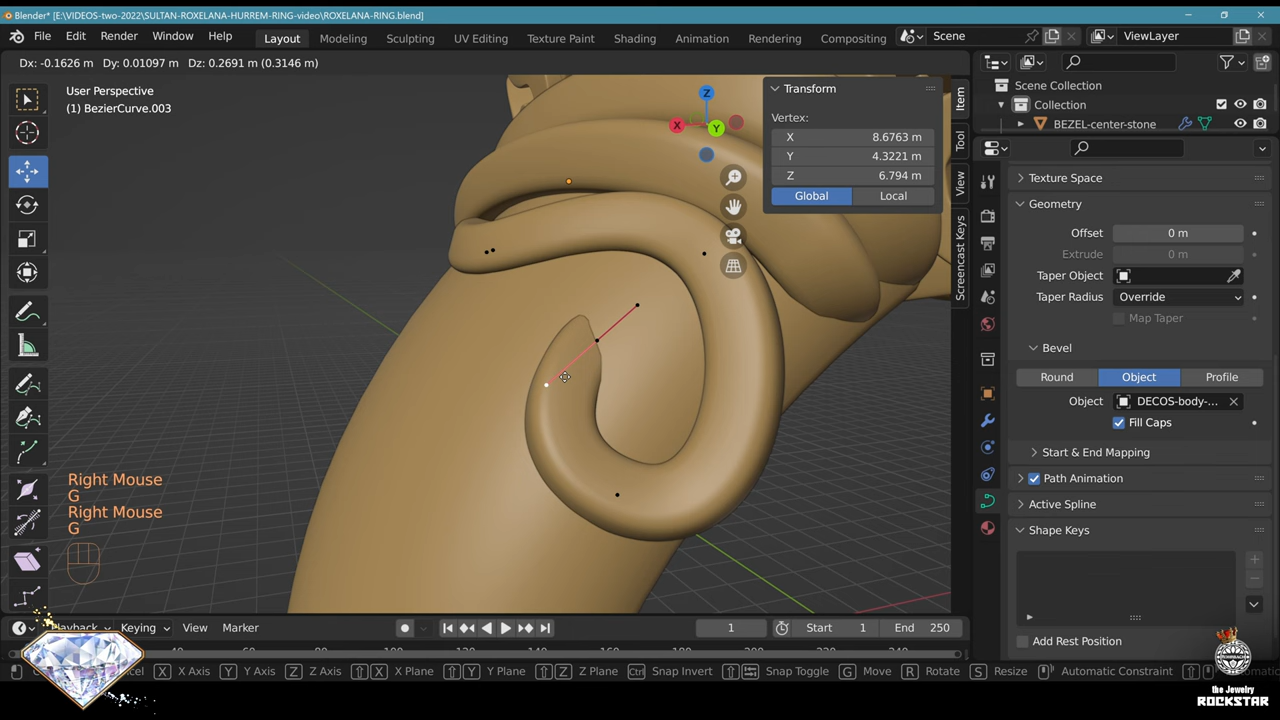 Blender* [E:\VIDEOS-two-2022\SULTAN-ROXELANA-HURREM-RING-video\ROXELANA-RING.blend]
File Edit Render Window Help Layout Modeling Sculpting UV Editing Texture Paint Shading Animation Rendering Compositing Scene ViewLayer
Dx: -0.1626 m Dy: 0.01097 m Dz: 0.2691 m (0.3146 m)
User Perspective
(1) BezierCurve.003
Z
X
Y
Transform
Vertex:
X 8.6763 m
Y 4.3221 m
Z 6.794 m
Global Local
Item
Tool
View
Screencast Keys
Scene Collection
Collection
BEZEL-center-stone
Texture Space
Geometry
Offset 0 m
Extrude 0 m
Taper Object
Taper Radius Override
Map Taper
Bevel
Round Object Profile
Object DECOS-body-...
Fill Caps
Start & End Mapping
Path Animation
Active Spline
Shape Keys
Add Rest Position
Right Mouse
G
Right Mouse
G
Playback Keying View Marker 1 Start 1 End 250
X Axis Y Y Axis Z Z Axis X X Plane Y Y Plane Z Z Plane Ctrl Snap Invert Snap Toggle G Move R Rotate S Resize Automatic Constraint
the Jewelry
ROCKSTAR